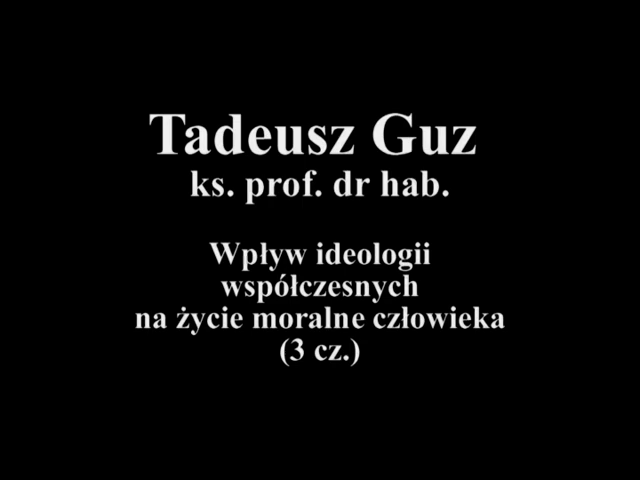 Tadeusz Guz
ks. prof. dr hab.
Wpływ ideologii
współczesnych
na życie moralne człowieka
(3 cz.)